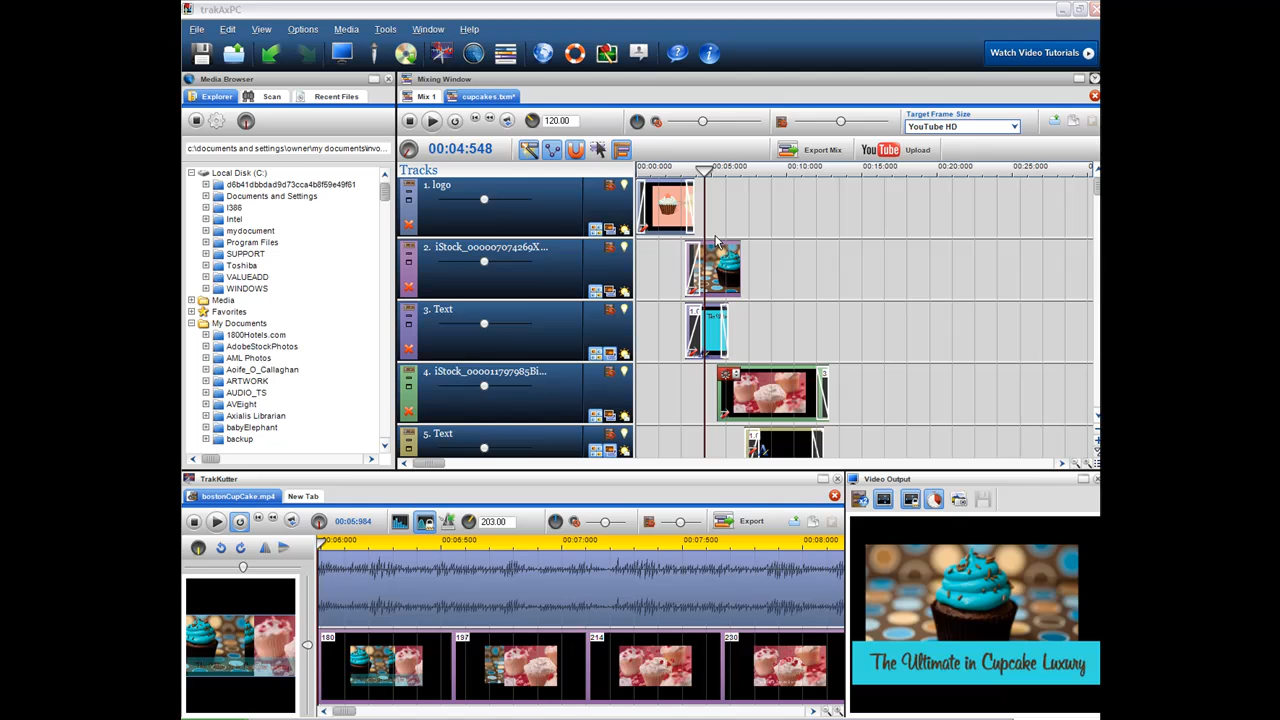 trakAxPC
File Edit View Options Media Tools Window Help
Watch Video Tutorials
Media Browser
Explorer Scan Recent Files
c:\documents and settings\owner\my documents\invo...
Local Disk (C:)
d6b41dbbdad9d73cca4b8f59e49f61
Documents and Settings
I386
Intel
mydocument
Program Files
SUPPORT
Toshiba
VALUEADD
WINDOWS
Media
Favorites
My Documents
1800Hotels.com
AdobeStockPhotos
AML Photos
Aoife_O_Callaghan
ARTWORK
AUDIO_TS
AVEight
Axialis Librarian
babyElephant
backup
Mixing Window
Mix 1 cupcakes.txm*
120.00
Target Frame Size
YouTube HD
00:04:548
Export Mix
YouTube Upload
Tracks
00:00:000 00:05:000 00:10:000 00:15:000 00:20:000 00:25:000
1. logo
2. iStock_000007074269X...
3. Text
4. iStock_000011797985Bi...
5. Text
TrakKutter
bostonCupCake.mp4 New Tab
00:05:984
203.00
Export
00:06:000 00:06:500 00:07:000 00:07:500 00:08:000
180 197 214 230
Video Output
The Ultimate in Cupcake Luxury